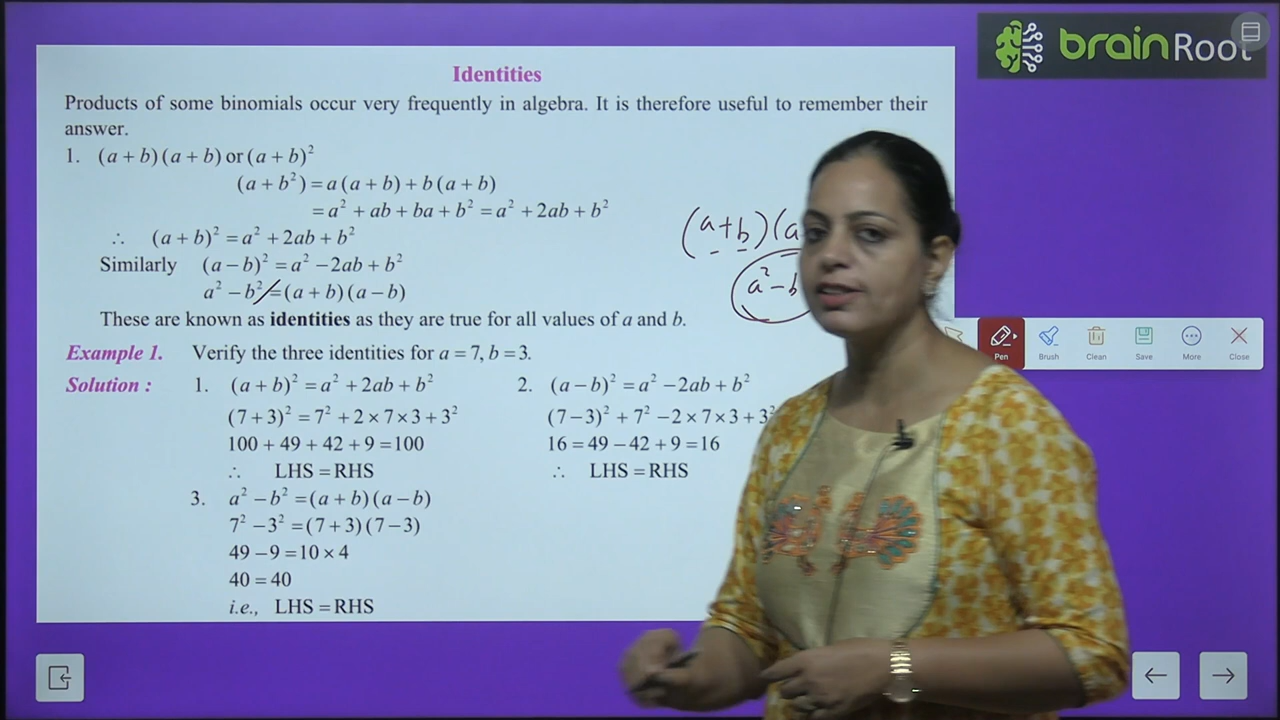 brainRoot
Identities
Products of some binomials occur very frequently in algebra. It is therefore useful to remember their
answer.
1. (a + b)(a + b) or (a + b)²
(a + b²) = a(a + b) + b(a + b)
= a² + ab + ba + b² = a² + 2ab + b²
(a+b)(a
∴ (a + b)² = a² + 2ab + b²
Similarly (a − b)² = a² − 2ab + b²
a² − b² = (a + b)(a − b)
a² − b
These are known as identities as they are true for all values of a and b.
Pen Brush Clean Save More Close
Example 1. Verify the three identities for a = 7, b = 3.
Solution : 1. (a + b)² = a² + 2ab + b² 2. (a − b)² = a² − 2ab + b²
(7 + 3)² = 7² + 2 × 7 × 3 + 3² (7 − 3)² + 7² − 2 × 7 × 3 + 3²
100 + 49 + 42 + 9 = 100 16 = 49 − 42 + 9 = 16
∴ LHS = RHS ∴ LHS = RHS
3. a² − b² = (a + b)(a − b)
7² − 3² = (7 + 3)(7 − 3)
49 − 9 = 10 × 4
40 = 40
i.e., LHS = RHS